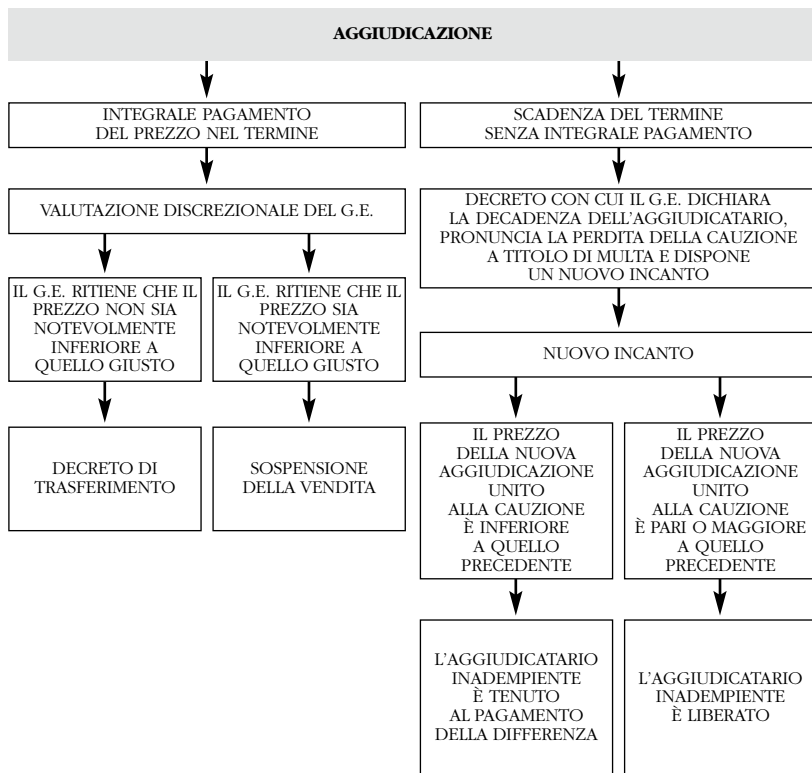 AGGIUDICAZIONE
INTEGRALE PAGAMENTO
DEL PREZZO NEL TERMINE
SCADENZA DEL TERMINE
SENZA INTEGRALE PAGAMENTO
VALUTAZIONE DISCREZIONALE DEL G.E.
DECRETO CON CUI IL G.E. DICHIARA
LA DECADENZA DELL'AGGIUDICATARIO,
PRONUNCIA LA PERDITA DELLA CAUZIONE
A TITOLO DI MULTA E DISPONE
UN NUOVO INCANTO
IL G.E. RITIENE CHE IL
PREZZO NON SIA
NOTEVOLMENTE
INFERIORE A
QUELLO GIUSTO
IL G.E. RITIENE CHE IL
PREZZO SIA
NOTEVOLMENTE
INFERIORE A
QUELLO GIUSTO
NUOVO INCANTO
DECRETO DI
TRASFERIMENTO
SOSPENSIONE
DELLA VENDITA
IL PREZZO
DELLA NUOVA
AGGIUDICAZIONE
UNITO
ALLA CAUZIONE
È INFERIORE
A QUELLO
PRECEDENTE
IL PREZZO
DELLA NUOVA
AGGIUDICAZIONE
UNITO
ALLA CAUZIONE
È PARI O MAGGIORE
A QUELLO
PRECEDENTE
L'AGGIUDICATARIO
INADEMPIENTE
È TENUTO
AL PAGAMENTO
DELLA DIFFERENZA
L'AGGIUDICATARIO
INADEMPIENTE
È LIBERATO